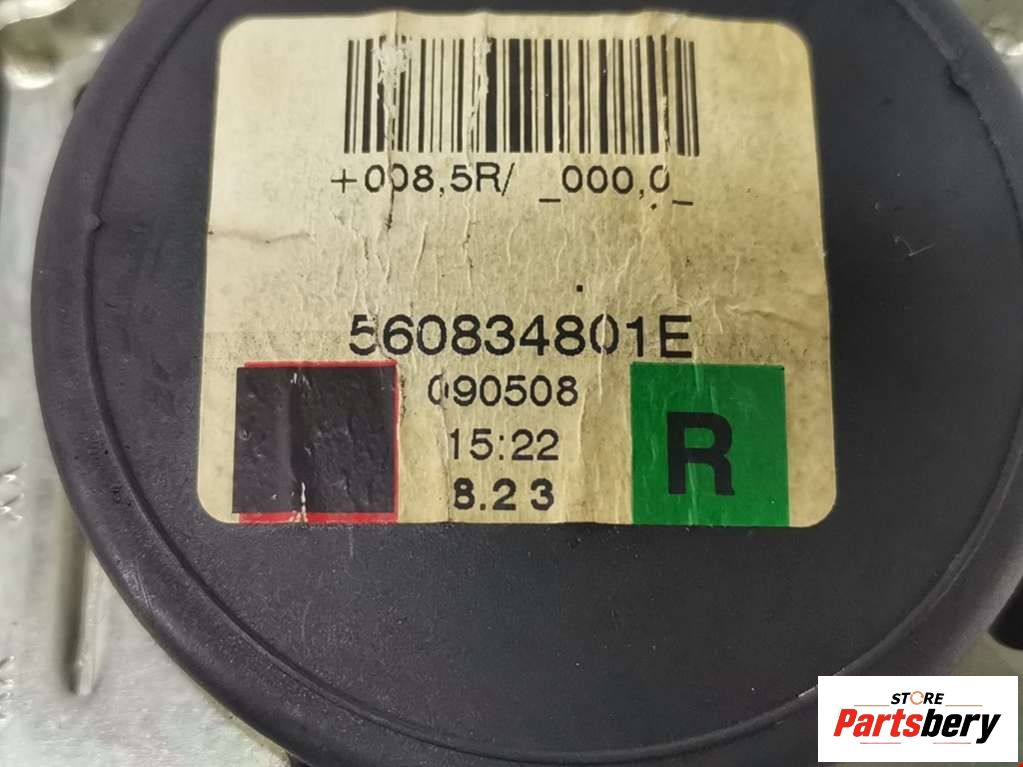 +008,5R/ _000,0_
560834801E
090508
15:22
8.23
R
STORE
Partsbery